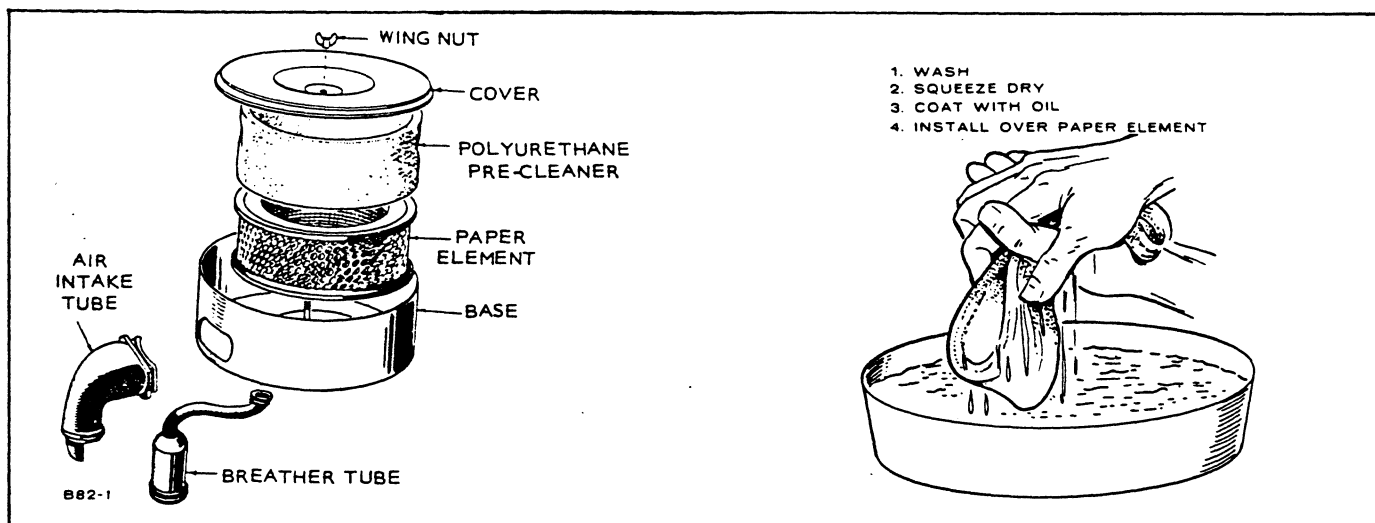 WING NUT
COVER
POLYURETHANE
PRE-CLEANER
PAPER
ELEMENT
BASE
AIR
INTAKE
TUBE
BREATHER TUBE
B82-1
1. WASH
2. SQUEEZE DRY
3. COAT WITH OIL
4. INSTALL OVER PAPER ELEMENT